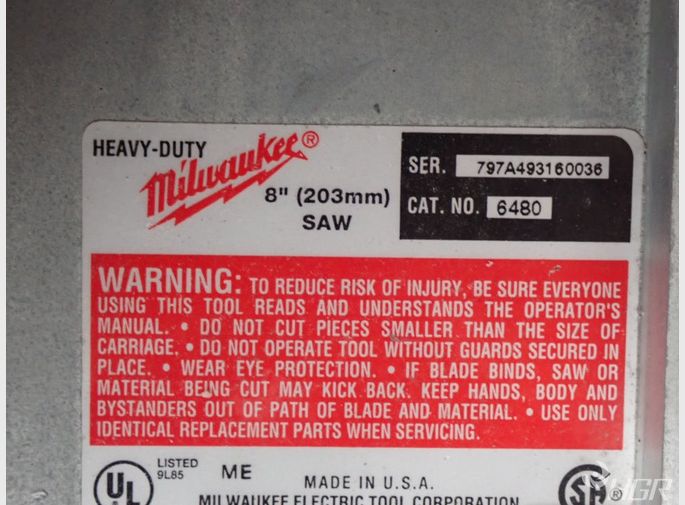 HEAVY-DUTY
Milwaukee®
8" (203mm)
SAW
SER. 797A493160036
CAT. NO. 6480
WARNING: TO REDUCE RISK OF INJURY, BE SURE EVERYONE
USING THIS TOOL READS AND UNDERSTANDS THE OPERATOR'S
MANUAL. • DO NOT CUT PIECES SMALLER THAN THE SIZE OF
CARRIAGE. • DO NOT OPERATE TOOL WITHOUT GUARDS SECURED IN
PLACE. • WEAR EYE PROTECTION. • IF BLADE BINDS, SAW OR
MATERIAL BEING CUT MAY KICK BACK. KEEP HANDS, BODY AND
BYSTANDERS OUT OF PATH OF BLADE AND MATERIAL. • USE ONLY
IDENTICAL REPLACEMENT PARTS WHEN SERVICING.
UL
LISTED
9L85
ME
MADE IN U.S.A.
MILWAUKEE ELECTRIC TOOL CORPORATION
SA
HGR